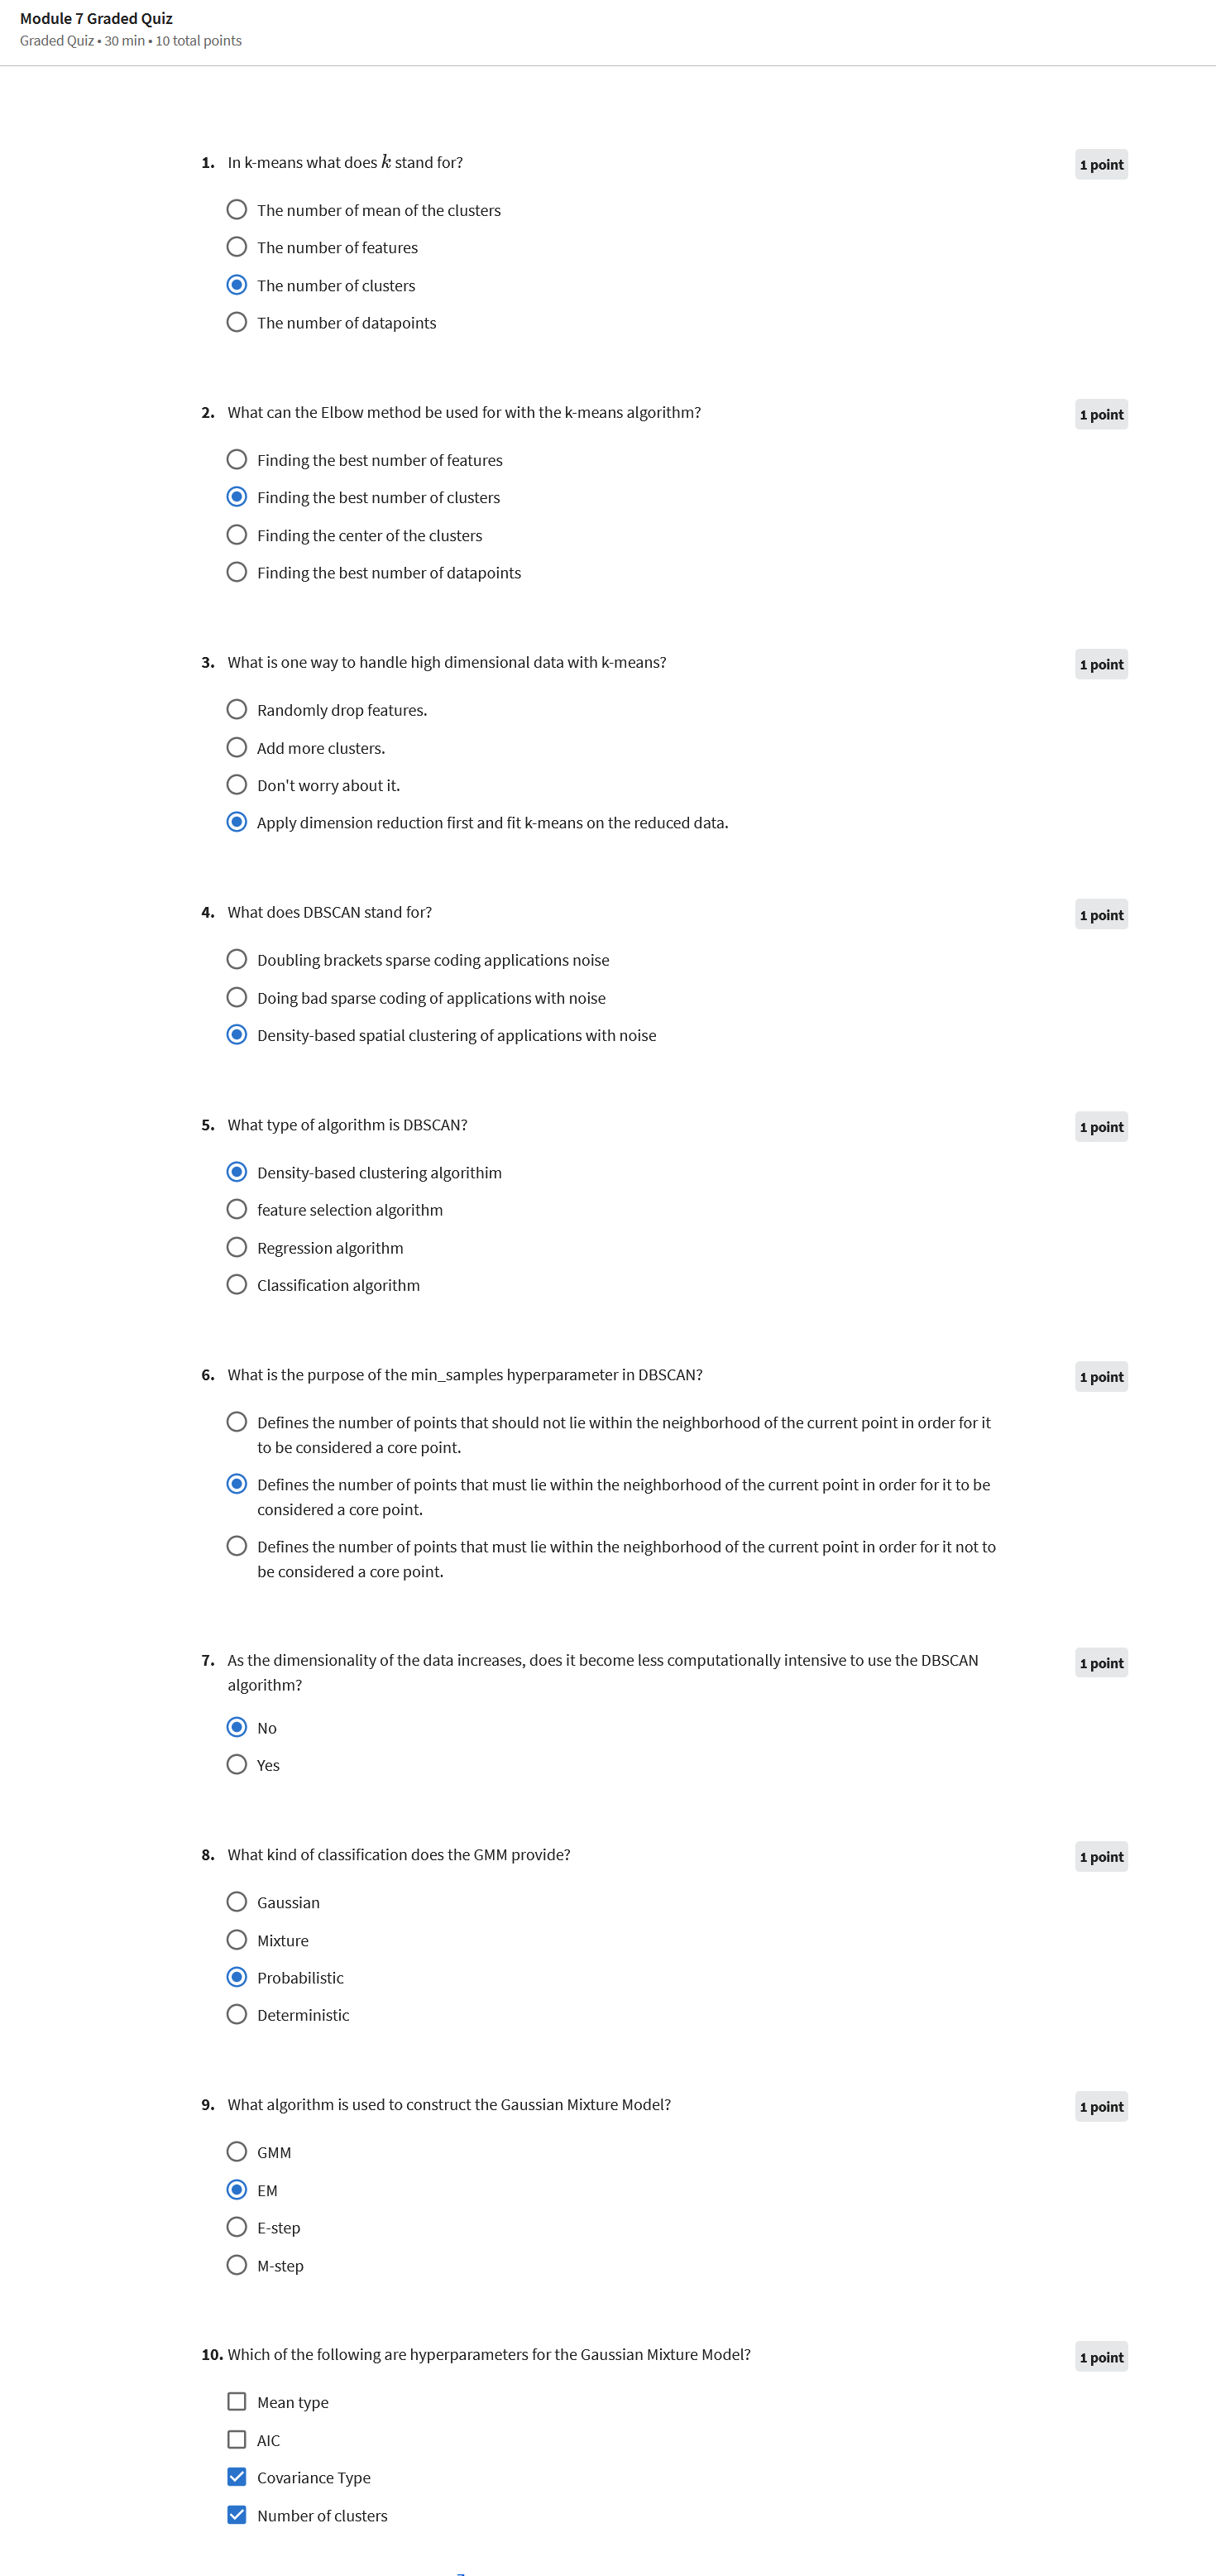 Module 7 Graded Quiz
Graded Quiz • 30 min • 10 total points
1. In k-means what does k stand for?
1 point
The number of mean of the clusters
The number of features
The number of clusters
The number of datapoints
2. What can the Elbow method be used for with the k-means algorithm?
1 point
Finding the best number of features
Finding the best number of clusters
Finding the center of the clusters
Finding the best number of datapoints
3. What is one way to handle high dimensional data with k-means?
1 point
Randomly drop features.
Add more clusters.
Don't worry about it.
Apply dimension reduction first and fit k-means on the reduced data.
4. What does DBSCAN stand for?
1 point
Doubling brackets sparse coding applications noise
Doing bad sparse coding of applications with noise
Density-based spatial clustering of applications with noise
5. What type of algorithm is DBSCAN?
1 point
Density-based clustering algorithim
feature selection algorithm
Regression algorithm
Classification algorithm
6. What is the purpose of the min_samples hyperparameter in DBSCAN?
1 point
Defines the number of points that should not lie within the neighborhood of the current point in order for it
to be considered a core point.
Defines the number of points that must lie within the neighborhood of the current point in order for it to be
considered a core point.
Defines the number of points that must lie within the neighborhood of the current point in order for it not to
be considered a core point.
7. As the dimensionality of the data increases, does it become less computationally intensive to use the DBSCAN
algorithm?
1 point
No
Yes
8. What kind of classification does the GMM provide?
1 point
Gaussian
Mixture
Probabilistic
Deterministic
9. What algorithm is used to construct the Gaussian Mixture Model?
1 point
GMM
EM
E-step
M-step
10. Which of the following are hyperparameters for the Gaussian Mixture Model?
1 point
Mean type
AIC
Covariance Type
Number of clusters